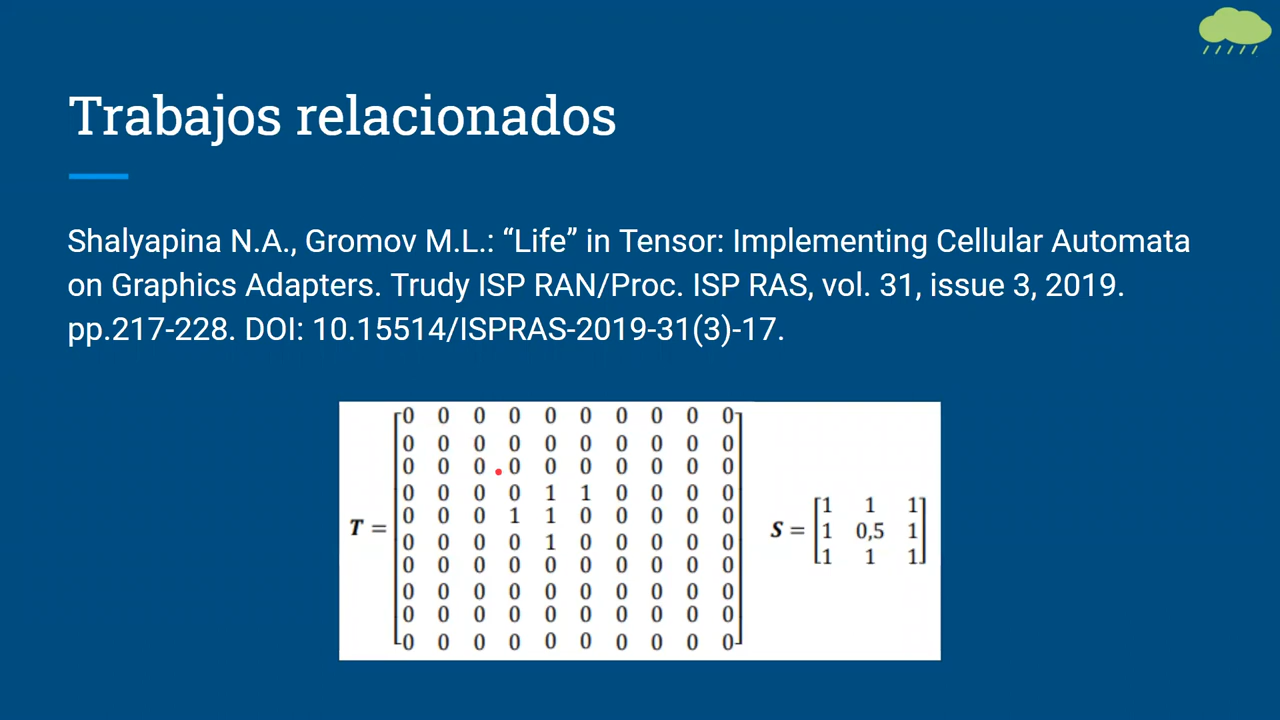 Trabajos relacionados
Shalyapina N.A., Gromov M.L.: “Life” in Tensor: Implementing Cellular Automata
on Graphics Adapters. Trudy ISP RAN/Proc. ISP RAS, vol. 31, issue 3, 2019.
pp.217-228. DOI: 10.15514/ISPRAS-2019-31(3)-17.
T =
0 0 0 0 0 0 0 0 0 0
0 0 0 0 0 0 0 0 0 0
0 0 0 0 0 0 0 0 0 0
0 0 0 0 1 1 0 0 0 0
0 0 0 1 1 0 0 0 0 0
0 0 0 0 1 0 0 0 0 0
0 0 0 0 0 0 0 0 0 0
0 0 0 0 0 0 0 0 0 0
0 0 0 0 0 0 0 0 0 0
0 0 0 0 0 0 0 0 0 0
S =
1 1 1
1 0,5 1
1 1 1